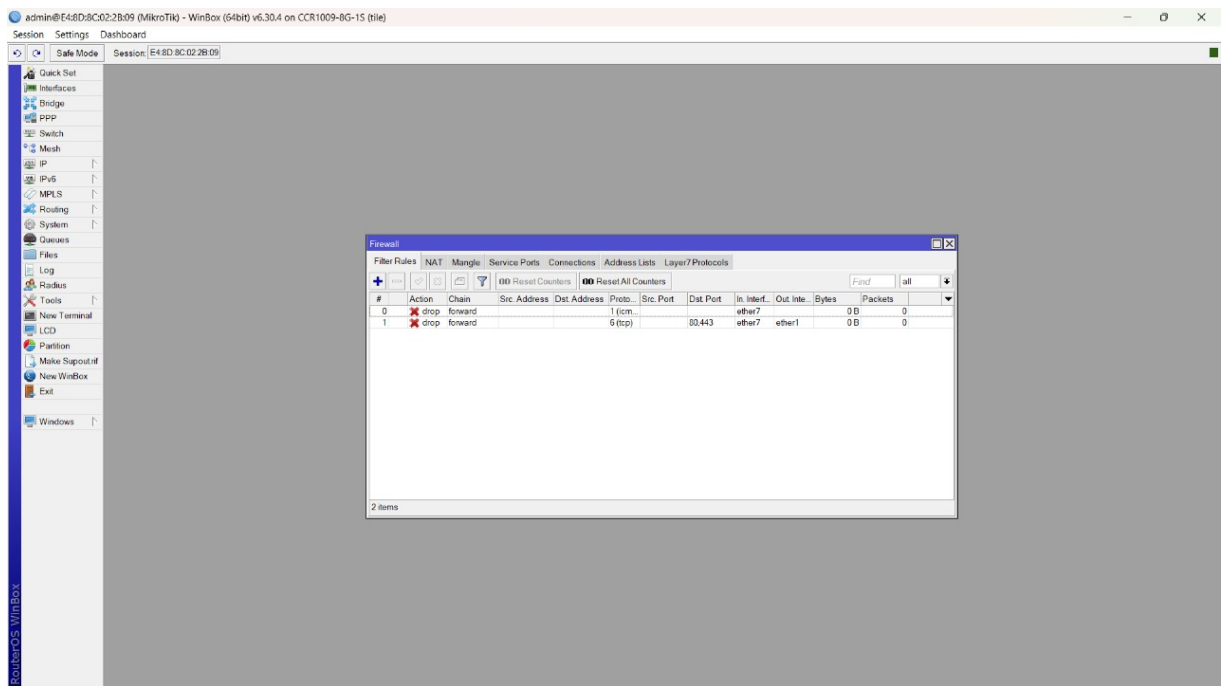 admin@E4:8D:8C:02:2B:09 (MikroTik) - WinBox (64bit) v6.30.4 on CCR1009-8G-1S (tile)
Session Settings Dashboard
Safe Mode Session: E4:8D:8C:02:2B:09
Quick Set
Interfaces
Bridge
PPP
Switch
Mesh
IP
IPv6
MPLS
Routing
System
Queues
Files
Log
Radius
Tools
New Terminal
LCD
Partition
Make Supout.rif
New WinBox
Exit
Windows
RouterOS WinBox
Firewall
Filter Rules NAT Mangle Service Ports Connections Address Lists Layer7 Protocols
00 Reset Counters 00 Reset All Counters Find all
# Action Chain Src. Address Dst. Address Proto... Src. Port Dst. Port In. Interf... Out. Inte... Bytes Packets
0 drop forward 1 (icm... ether7 0 B 0
1 drop forward 6 (tcp) 80,443 ether7 ether1 0 B 0
2 items